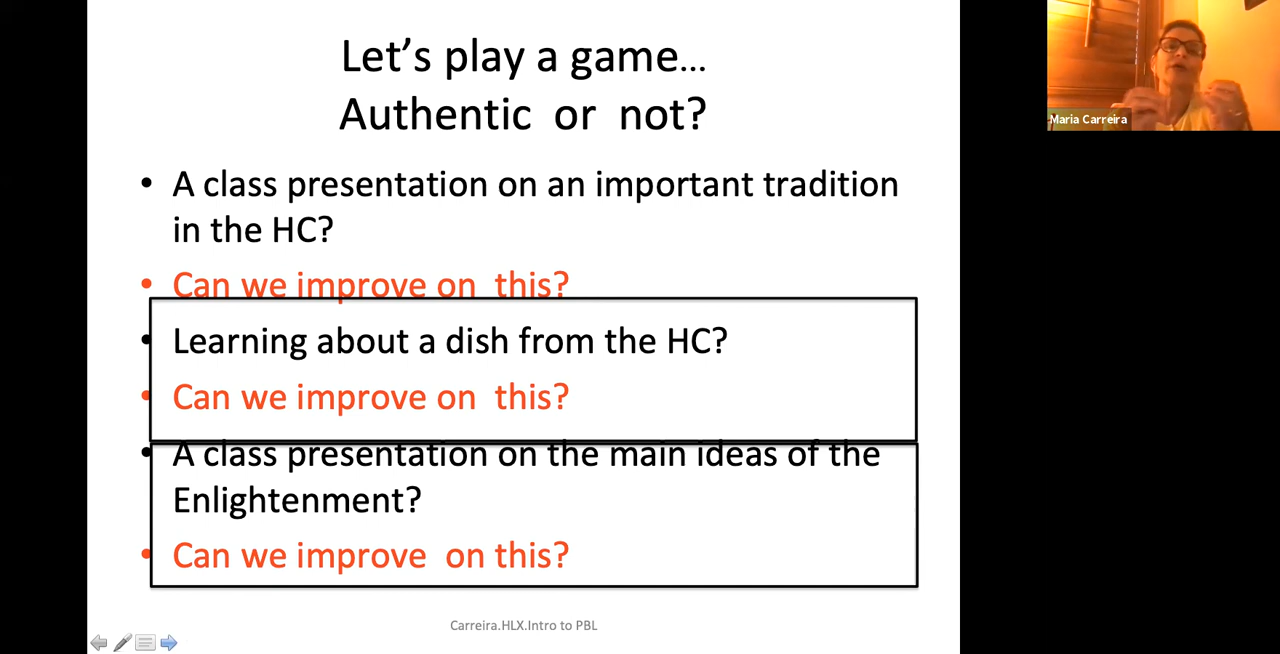 Let's play a game...
Authentic or not?
• A class presentation on an important tradition
in the HC?
• Can we improve on this?
• Learning about a dish from the HC?
• Can we improve on this?
• A class presentation on the main ideas of the
Enlightenment?
• Can we improve on this?
Carreira.HLX.Intro to PBL
Maria Carreira